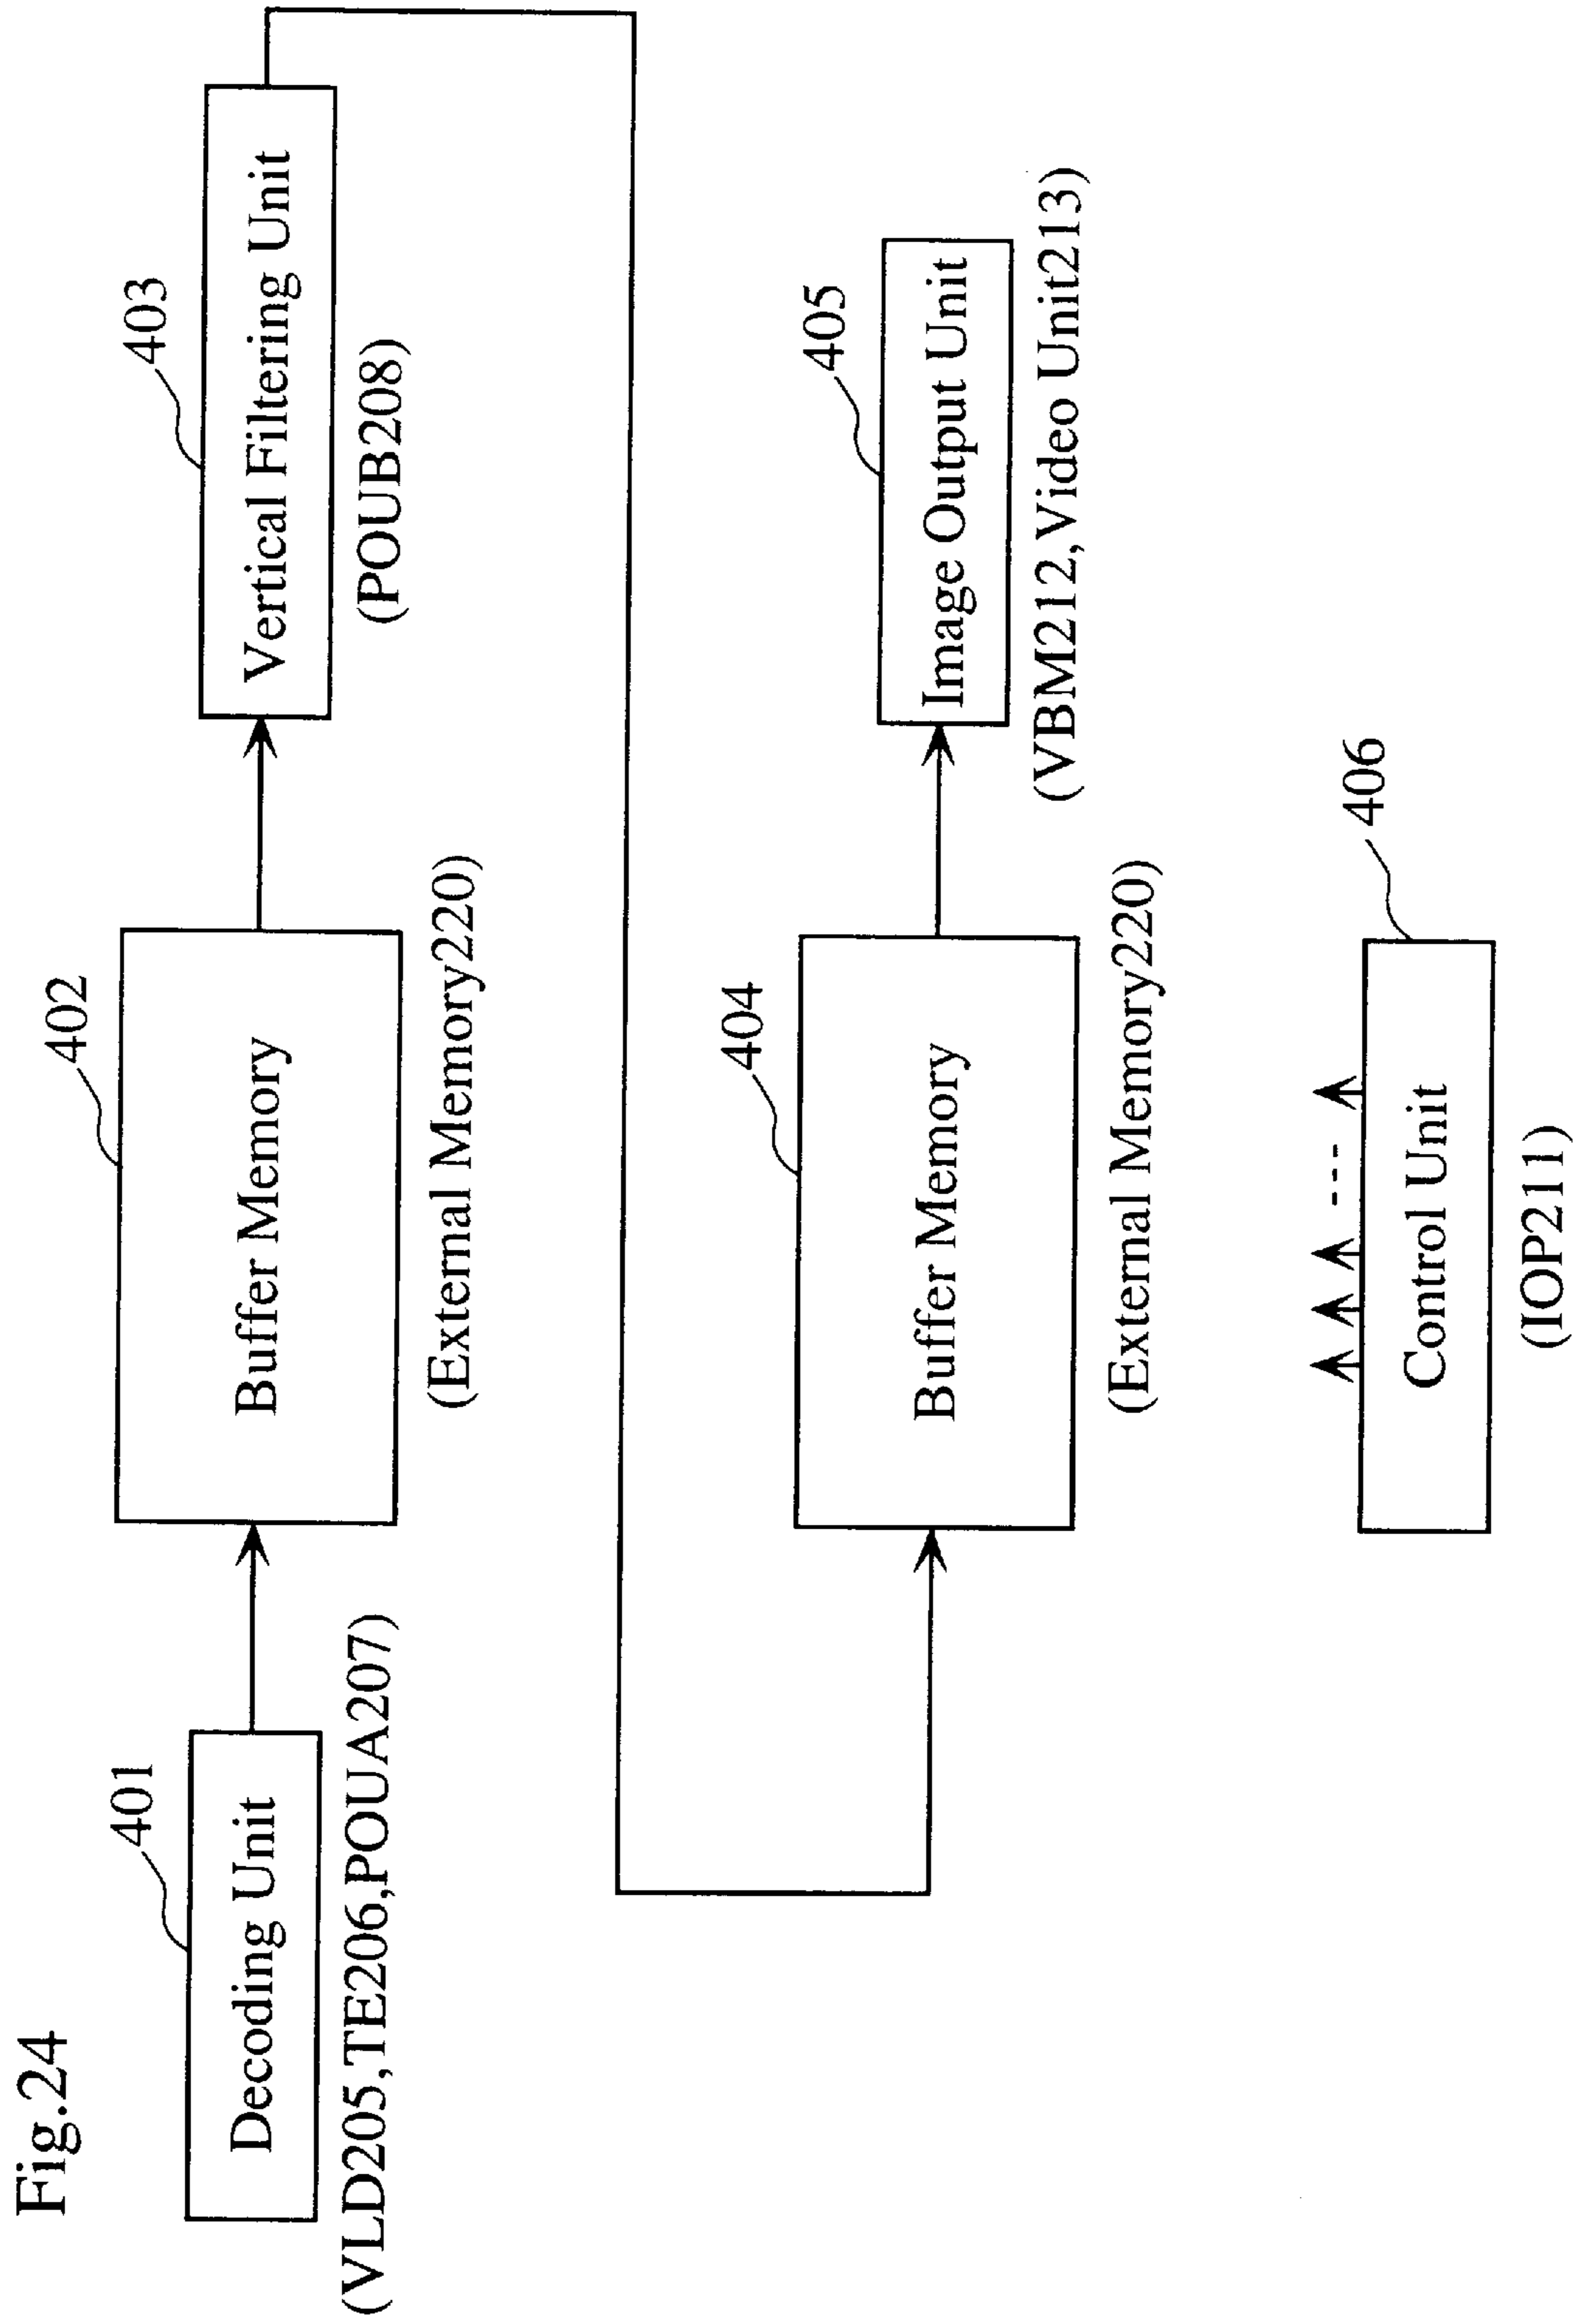 Fig.24
401
Decoding Unit
(VLD205,TE206,POUA207)
402
Buffer Memory
(External Memory220)
403
Vertical Filtering Unit
(POUB208)
404
Buffer Memory
(External Memory220)
405
Image Output Unit
(VBM212,Video Unit213)
406
Control Unit
(IOP211)